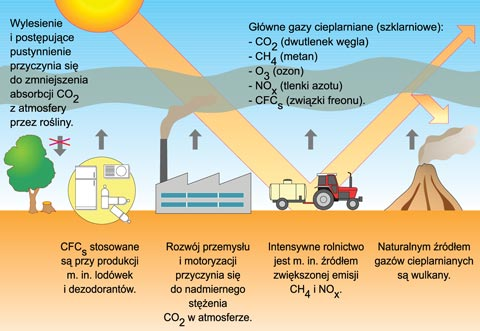 Wylesienie
i postępujące
pustynnienie
przyczynia się
do zmniejszenia
absorbcji CO₂
z atmosfery
przez rośliny.
Główne gazy cieplarniane (szklarniowe):
- CO₂ (dwutlenek węgla)
- CH₄ (metan)
- O₃ (ozon)
- NOₓ (tlenki azotu)
- CFCₛ (związki freonu).
CFCₛ stosowane
są przy produkcji
m. in. lodówek
i dezodorantów.
Rozwój przemysłu
i motoryzacji
przyczynia się
do nadmiernego
stężenia
CO₂ w atmosferze.
Intensywne rolnictwo
jest m. in. źródłem
zwiększonej emisji
CH₄ i NOₓ.
Naturalnym źródłem
gazów cieplarnianych
są wulkany.